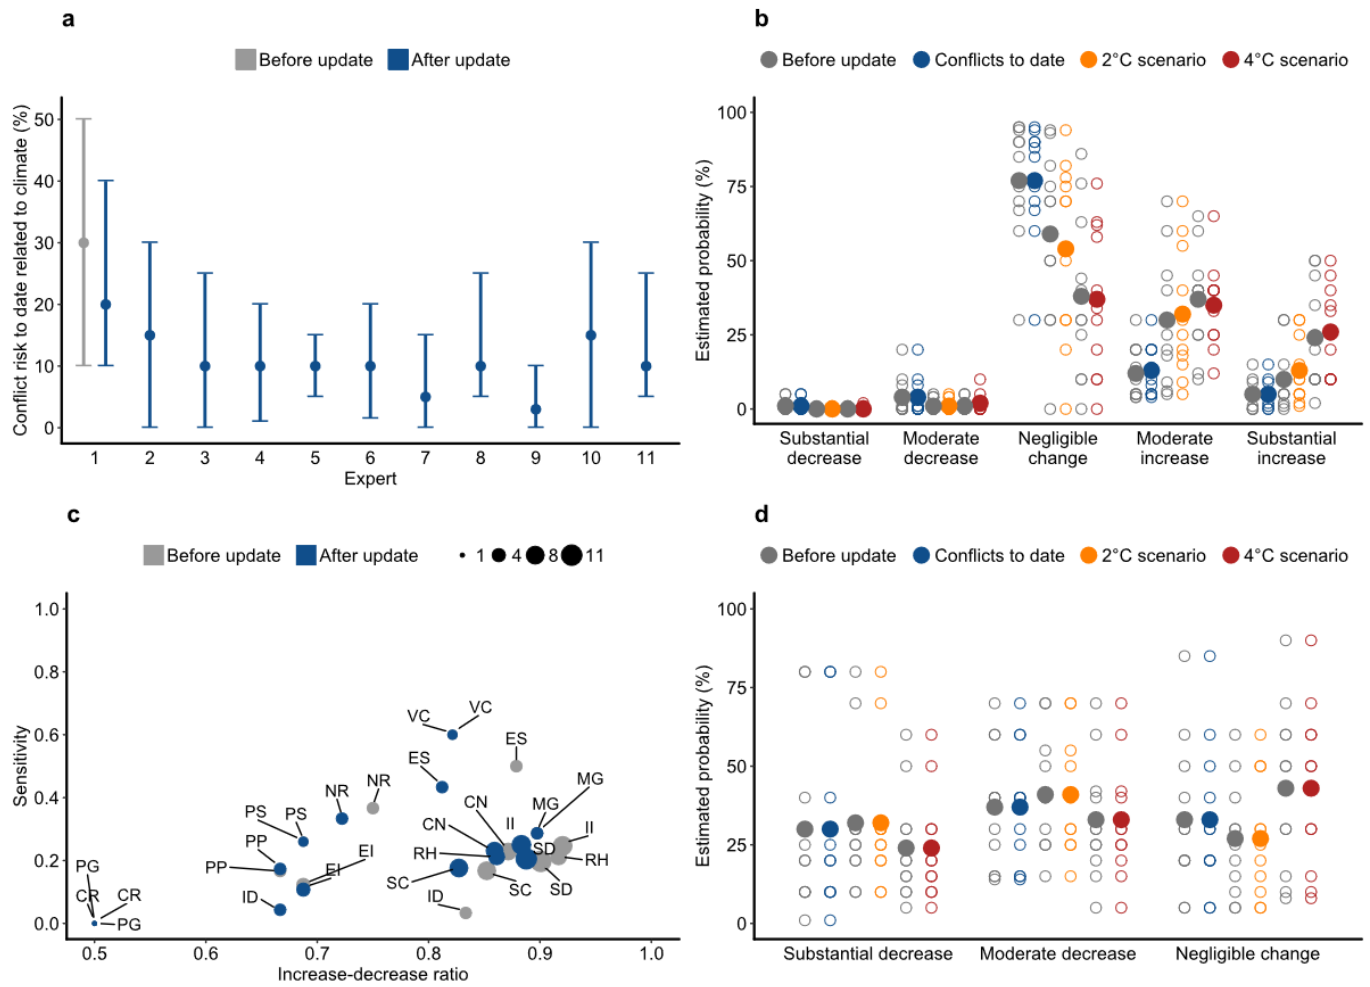 a
Before update After update
Conflict risk to date related to climate (%)
50
40
30
20
10
0
1 2 3 4 5 6 7 8 9 10 11
Expert
b
Before update Conflicts to date 2°C scenario 4°C scenario
Estimated probability (%)
100
75
50
25
0
Substantial decrease
Moderate decrease
Negligible change
Moderate increase
Substantial increase
c
Before update After update 1 4 8 11
Sensitivity
1.0
0.8
0.6
0.4
0.2
0.0
VC VC
ES
ES
MG
NR NR
CN
MG
PS PS
CN
II
II
PP
EI
RH
SD
RH
PG
PP
EI
SC
SC
SD
CR CR
ID
ID
PG
0.5 0.6 0.7 0.8 0.9 1.0
Increase-decrease ratio
d
Before update Conflicts to date 2°C scenario 4°C scenario
Estimated probability (%)
100
75
50
25
0
Substantial decrease Moderate decrease Negligible change